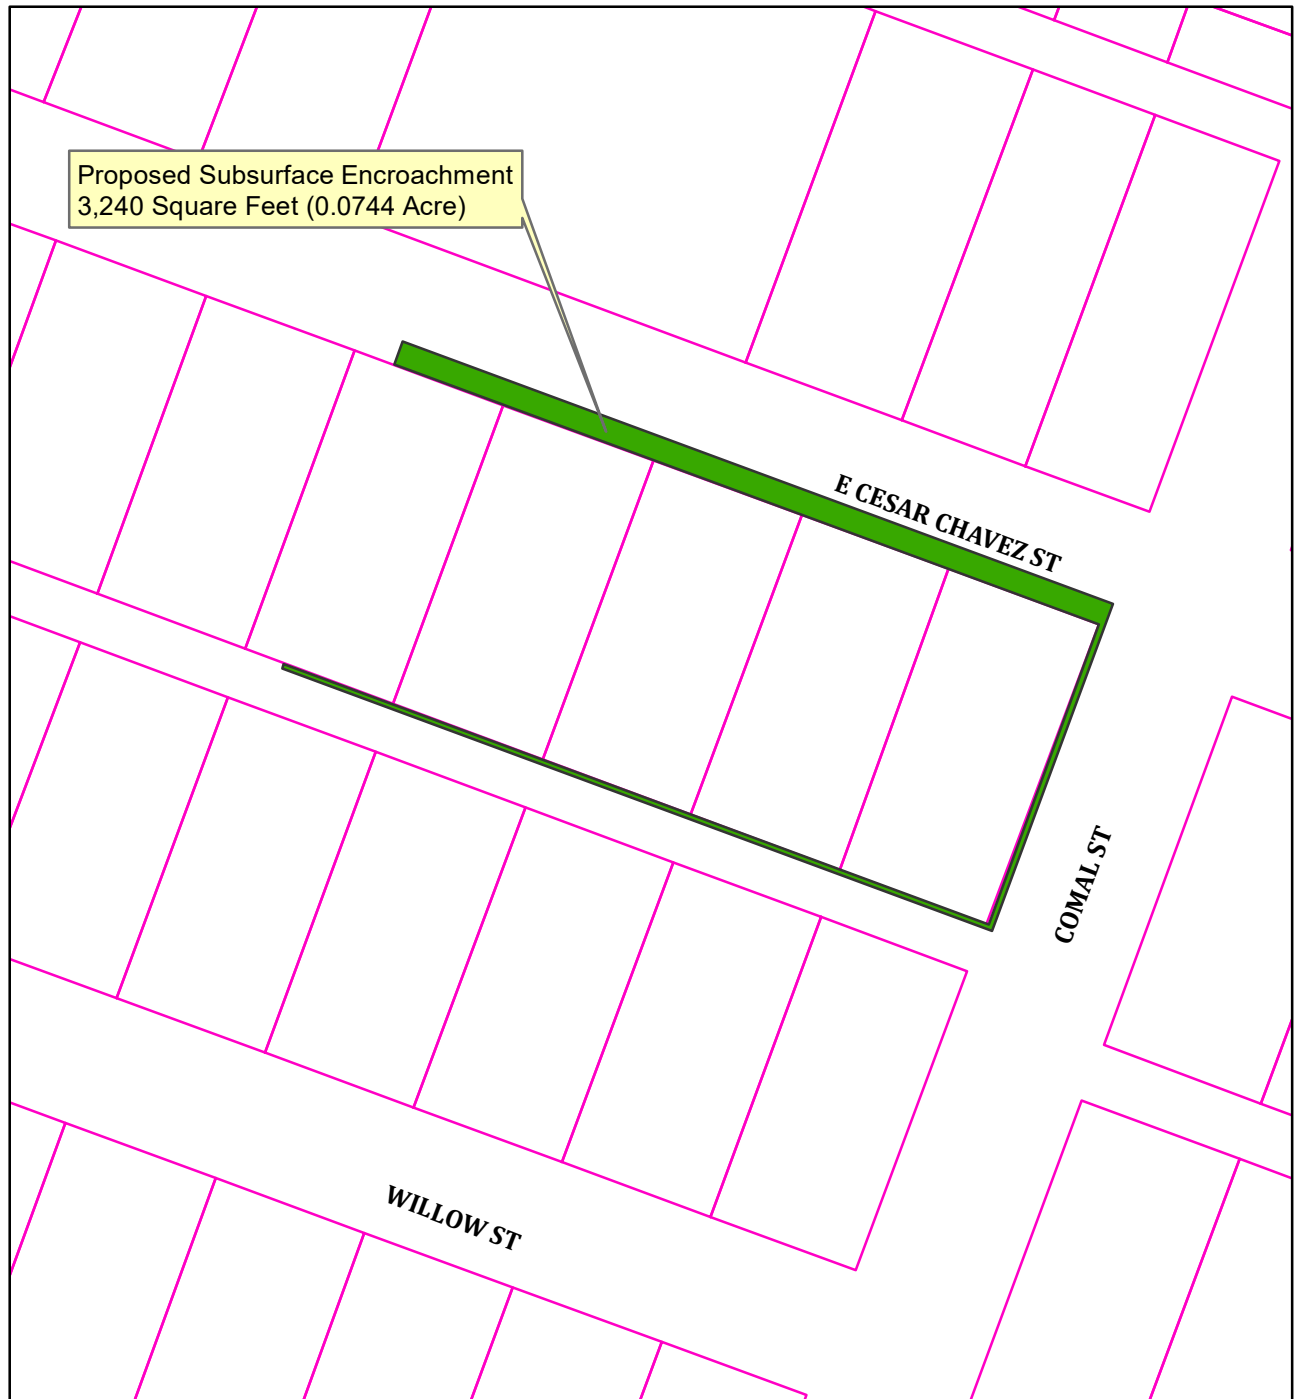 Proposed Subsurface Encroachment
3,240 Square Feet (0.0744 Acre)
E CESAR CHAVEZ ST
COMAL ST
WILLOW ST